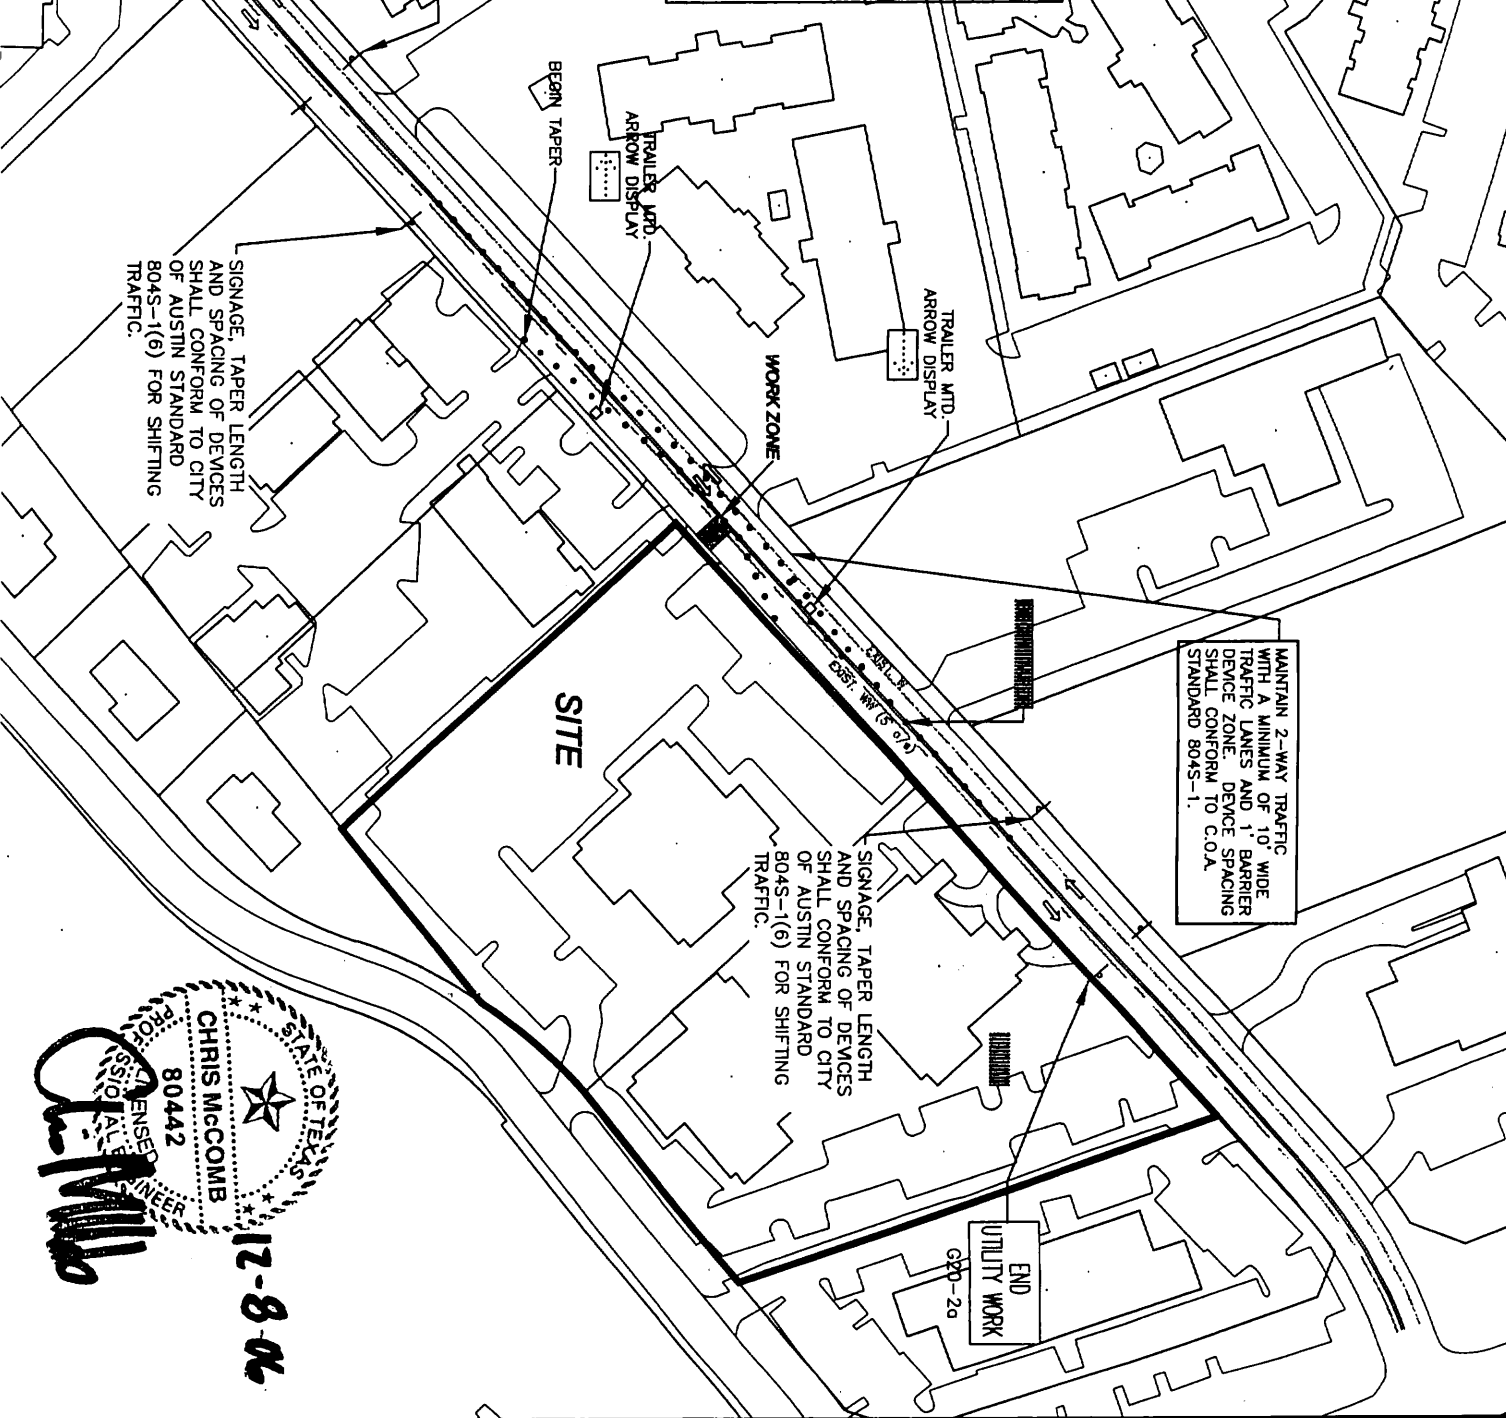 BEGIN TAPER
TRAILER MTD.
ARROW DISPLAY
TRAILER MTD.
ARROW DISPLAY
WORK ZONE
SIGNAGE, TAPER LENGTH
AND SPACING OF DEVICES
SHALL CONFORM TO CITY
OF AUSTIN STANDARD
804S-1(6) FOR SHIFTING
TRAFFIC.
MAINTAIN 2-WAY TRAFFIC
WITH A MINIMUM OF 10' WIDE
TRAFFIC LANES AND 1' BARRIER
DEVICE ZONE. DEVICE SPACING
SHALL CONFORM TO C.O.A.
STANDARD 804S-1.
EXIST. W
EXIST. WW (5' o/a)
SITE
SIGNAGE, TAPER LENGTH
AND SPACING OF DEVICES
SHALL CONFORM TO CITY
OF AUSTIN STANDARD
804S-1(6) FOR SHIFTING
TRAFFIC.
END
UTILITY WORK
G20-2a
STATE OF TEXAS
CHRIS McCOMB
80442
12-8-06